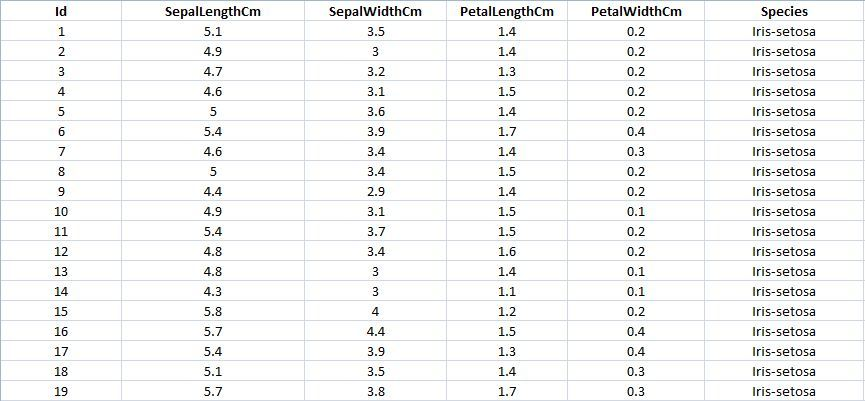 Id SepalLengthCm SepalWidthCm PetalLengthCm PetalWidthCm Species
1 5.1 3.5 1.4 0.2 Iris-setosa
2 4.9 3 1.4 0.2 Iris-setosa
3 4.7 3.2 1.3 0.2 Iris-setosa
4 4.6 3.1 1.5 0.2 Iris-setosa
5 5 3.6 1.4 0.2 Iris-setosa
6 5.4 3.9 1.7 0.4 Iris-setosa
7 4.6 3.4 1.4 0.3 Iris-setosa
8 5 3.4 1.5 0.2 Iris-setosa
9 4.4 2.9 1.4 0.2 Iris-setosa
10 4.9 3.1 1.5 0.1 Iris-setosa
11 5.4 3.7 1.5 0.2 Iris-setosa
12 4.8 3.4 1.6 0.2 Iris-setosa
13 4.8 3 1.4 0.1 Iris-setosa
14 4.3 3 1.1 0.1 Iris-setosa
15 5.8 4 1.2 0.2 Iris-setosa
16 5.7 4.4 1.5 0.4 Iris-setosa
17 5.4 3.9 1.3 0.4 Iris-setosa
18 5.1 3.5 1.4 0.3 Iris-setosa
19 5.7 3.8 1.7 0.3 Iris-setosa